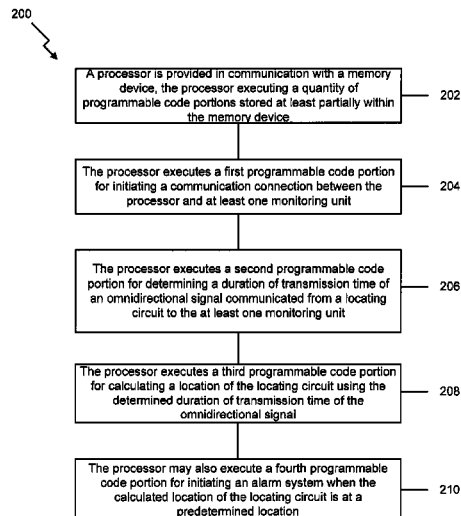 200
A processor is provided in communication with a memory
device, the processor executing a quantity of
programmable code portions stored at least partially within
the memory device.
202
The processor executes a first programmable code portion
for initiating a communication connection between the
processor and at least one monitoring unit
204
The processor executes a second programmable code
portion for determining a duration of transmission time of
an omnidirectional signal communicated from a locating
circuit to the at least one monitoring unit
206
The processor executes a third programmable code portion
for calculating a location of the locating circuit using the
determined duration of transmission time of the
omnidirectional signal
208
The processor may also execute a fourth programmable
code portion for initiating an alarm system when the
calculated location of the locating circuit is at a
predetermined location
210